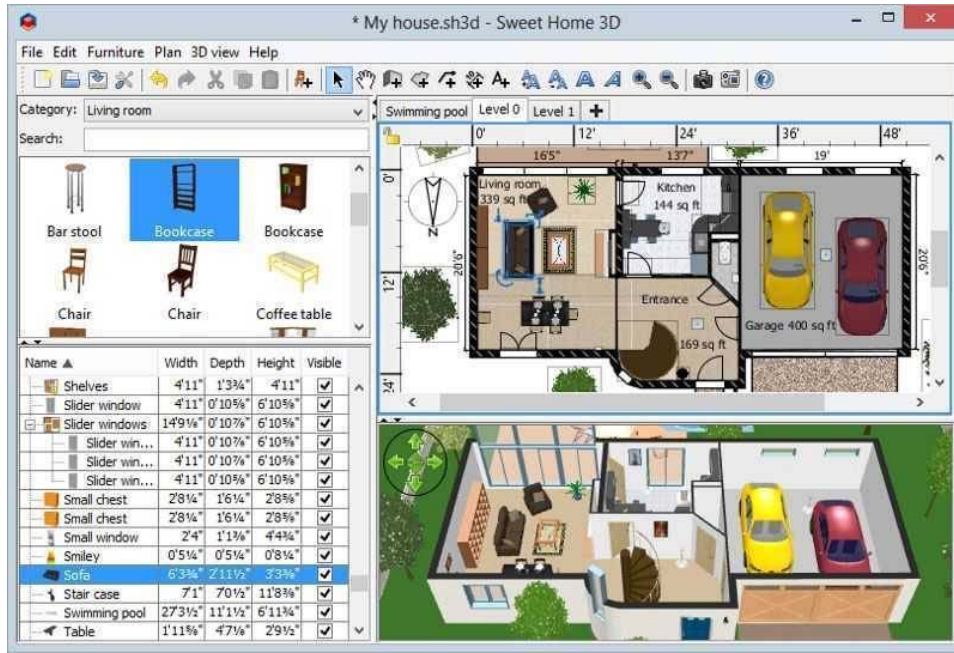 * My house.sh3d - Sweet Home 3D
File Edit Furniture Plan 3D view Help
Category: Living room
Search:
Bar stool Bookcase Bookcase
Chair Chair Coffee table
Name Width Depth Height Visible
Shelves 4'11" 1'3¾" 4'11"
Slider window 4'11" 0'10⅝" 6'10⅝"
Slider windows 14'9⅛" 0'10⅞" 6'10⅝"
Slider win... 4'11" 0'10⅞" 6'10⅝"
Slider win... 4'11" 0'10⅞" 6'10⅝"
Slider win... 4'11" 0'10⅝" 6'10⅝"
Small chest 2'8¼" 1'6¼" 2'8⅝"
Small chest 2'8¼" 1'6¼" 2'8⅝"
Small window 2'4" 1'1⅜" 4'4¾"
Smiley 0'5¼" 0'5¼" 0'8¼"
Sofa 6'3¾" 2'11½" 3'3⅜"
Stair case 7'1" 7'0½" 11'8⅜"
Swimming pool 27'3½" 11'1½" 6'11¾"
Table 1'11⅝" 4'7⅛" 2'9½"
Swimming pool Level 0 Level 1
0' 12' 24' 36' 48'
16'5" 13'7" 19'
0'
12'
24'
N
20'6"
Living room
339 sq ft
Kitchen
144 sq ft
Entrance
169 sq ft
Garage 400 sq ft
20'6"